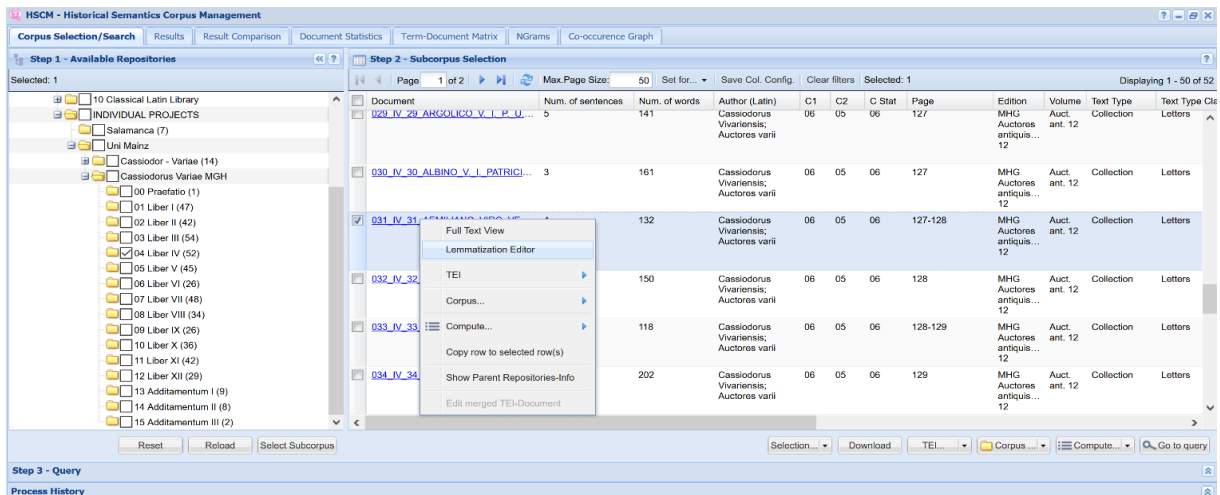 HSCM - Historical Semantics Corpus Management
Corpus Selection/Search Results Result Comparison Document Statistics Term-Document Matrix NGrams Co-occurence Graph
Step 1 - Available Repositories
Selected: 1
10 Classical Latin Library
INDIVIDUAL PROJECTS
Salamanca (7)
Uni Mainz
Cassiodor - Variae (14)
Cassiodorus Variae MGH
00 Praefatio (1)
01 Liber I (47)
02 Liber II (42)
03 Liber III (54)
04 Liber IV (52)
05 Liber V (45)
06 Liber VI (26)
07 Liber VII (48)
08 Liber VIII (34)
09 Liber IX (26)
10 Liber X (36)
11 Liber XI (42)
12 Liber XII (29)
13 Additamentum I (9)
14 Additamentum II (8)
15 Additamentum III (2)
Reset Reload Select Subcorpus
Step 2 - Subcorpus Selection
Page 1 of 2 Max.Page Size: 50 Set for... Save Col. Config. Clear filters Selected: 1 Displaying 1 - 50 of 52
Document Num. of sentences Num. of words Author (Latin) C1 C2 C Stat Page Edition Volume Text Type Text Type Cla
029_IV_29_ARGOLICO_V._I._P._U.... 5 141 Cassiodorus 06 05 06 127 MHG Auct. Collection Letters
Vivariensis; Auctores ant. 12
Auctores varii antiquis...
12
030_IV_30_ALBINO_V._I._PATRICI... 3 161 Cassiodorus 06 05 06 127 MHG Auct. Collection Letters
Vivariensis; Auctores ant. 12
Auctores varii antiquis...
12
031_IV_31 132 Cassiodorus 06 05 06 127-128 MHG Auct. Collection Letters
Vivariensis; Auctores ant. 12
Auctores varii antiquis...
12
032_IV_32 150 Cassiodorus 06 05 06 128 MHG Auct. Collection Letters
Vivariensis; Auctores ant. 12
Auctores varii antiquis...
12
033_IV_33 118 Cassiodorus 06 05 06 128-129 MHG Auct. Collection Letters
Vivariensis; Auctores ant. 12
Auctores varii antiquis...
12
034_IV_34 202 Cassiodorus 06 05 06 129 MHG Auct. Collection Letters
Vivariensis; Auctores ant. 12
Auctores varii antiquis...
12
Full Text View
Lemmatization Editor
TEI
Corpus...
Compute...
Copy row to selected row(s)
Show Parent Repositories-Info
Edit merged TEI-Document
Selection... Download TEI... Corpus ... Compute... Go to query
Step 3 - Query
Process History